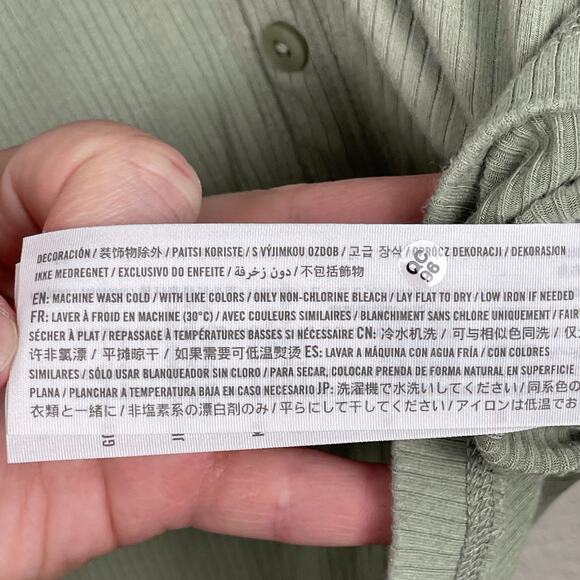 DECORACIÓN / 装饰物除外 / PAITSI KORISTE / S VÝJIMKOU OZDOB / 고급 장식 / OPRÓCZ DEKORACJI / DEKORASJON
IKKE MEDREGNET / EXCLUSIVO DO ENFEITE / دون زخرفة / 不包括飾物
QC
98
EN: MACHINE WASH COLD / WITH LIKE COLORS / ONLY NON-CHLORINE BLEACH / LAY FLAT TO DRY / LOW IRON IF NEEDED
FR: LAVER À FROID EN MACHINE (30°C) / AVEC COULEURS SIMILAIRES / BLANCHIMENT SANS CHLORE UNIQUEMENT / FAIRE
SÉCHER À PLAT / REPASSAGE À TEMPÉRATURES BASSES SI NÉCESSAIRE CN: 冷水机洗 / 可与相似色同洗 / 仅
许非氯漂 / 平摊晾干 / 如果需要可低温熨烫 ES: LAVAR A MÁQUINA CON AGUA FRÍA / CON COLORES
SIMILARES / SÓLO USAR BLANQUEADOR SIN CLORO / PARA SECAR, COLOCAR PRENDA DE FORMA NATURAL EN SUPERFICIE
PLANA / PLANCHAR A TEMPERATURA BAJA EN CASO NECESARIO JP: 洗濯機で水洗いしてください / 同系色の
衣類と一緒に / 非塩素系の漂白剤のみ / 平らにして干してください / アイロンは低温でお